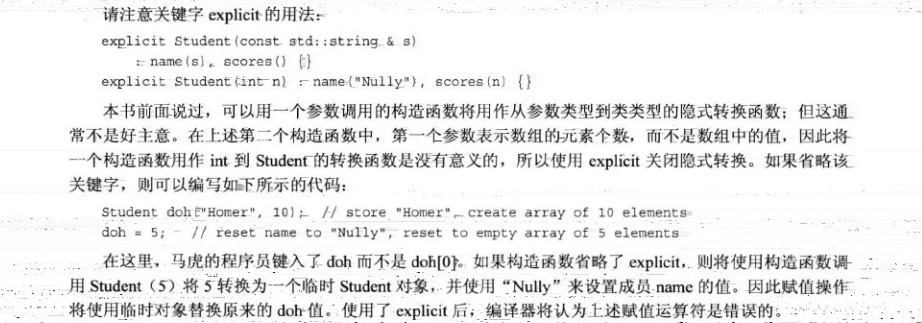 请注意关键字 explicit 的用法：
explicit Student(const std::string & s)
: name(s), scores() {}
explicit Student(int n) : name("Nully"), scores(n) {}
本书前面说过，可以用一个参数调用的构造函数将用作从参数类型到类类型的隐式转换函数；但这通
常不是好主意。在上述第二个构造函数中，第一个参数表示数组的元素个数，而不是数组中的值，因此将
一个构造函数用作 int 到 Student 的转换函数是没有意义的，所以使用 explicit 关闭隐式转换。如果省略该
关键字，则可以编写如下所示的代码：
Student doh("Homer", 10); // store "Homer", create array of 10 elements
doh = 5; // reset name to "Nully", reset to empty array of 5 elements
在这里，马虎的程序员键入了 doh 而不是 doh[0]。如果构造函数省略了 explicit，则将使用构造函数调
用 Student（5）将 5 转换为一个临时 Student 对象，并使用“Nully”来设置成员 name 的值。因此赋值操作
将使用临时对象替换原来的 doh 值。使用了 explicit 后，编译器将认为上述赋值运算符是错误的。